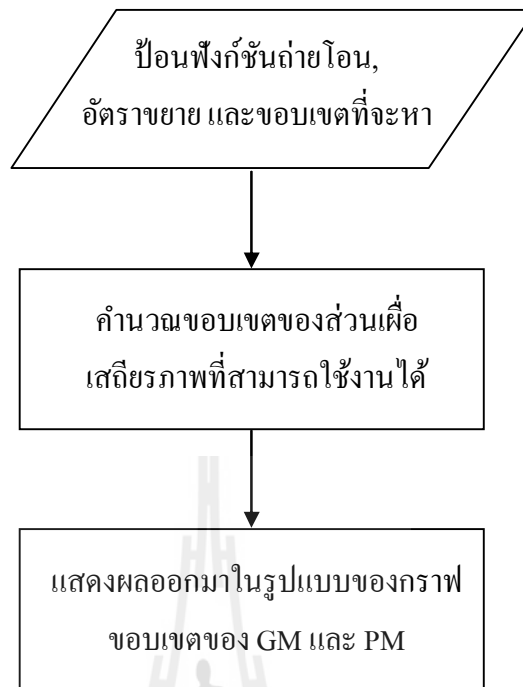 ป้อนฟังก์ชันถ่ายโอน,
อัตราขยาย และขอบเขตที่จะหา
คำนวณขอบเขตของส่วนเผื่อ
เสถียรภาพที่สามารถใช้งานได้
แสดงผลออกมาในรูปแบบของกราฟ
ขอบเขตของ GM และ PM